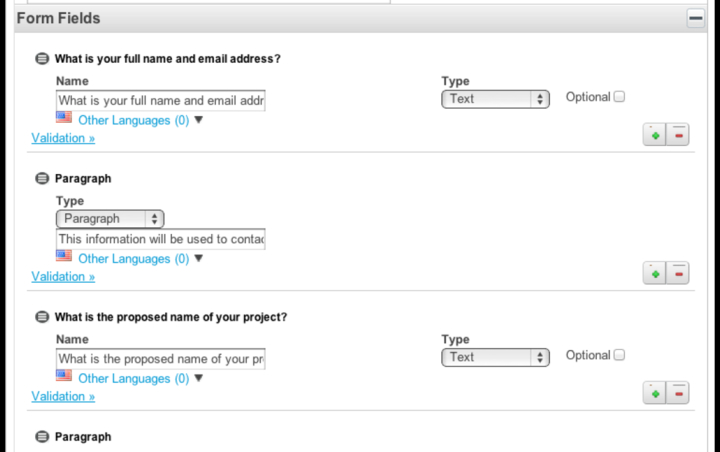 Form Fields
What is your full name and email address?
Name
Type
What is your full name and email addr
Text
Optional
Other Languages (0) ▼
Validation »
Paragraph
Type
Paragraph
This information will be used to contac
Other Languages (0) ▼
Validation »
What is the proposed name of your project?
Name
Type
What is the proposed name of your pr
Text
Optional
Other Languages (0) ▼
Validation »
Paragraph